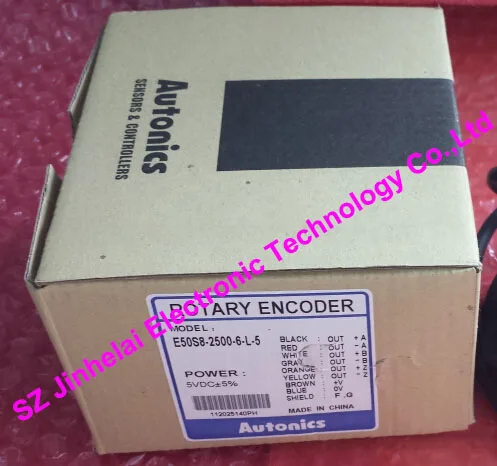 Autonics
SENSORS & CONTROLLERS
SZ Jinhelai Electronic Technology Co.,Ltd
ROTARY ENCODER
MODEL:
E50S8-2500-6-L-5
POWER :
5VDC±5%
BLACK : OUT +A
RED : OUT -A
WHITE : OUT +B
GRAY : OUT -B
ORANGE : OUT +Z
YELLOW : OUT -Z
BROWN : +V
BLUE : 0V
SHIELD : F.G
112025140PH
MADE IN CHINA
Autonics